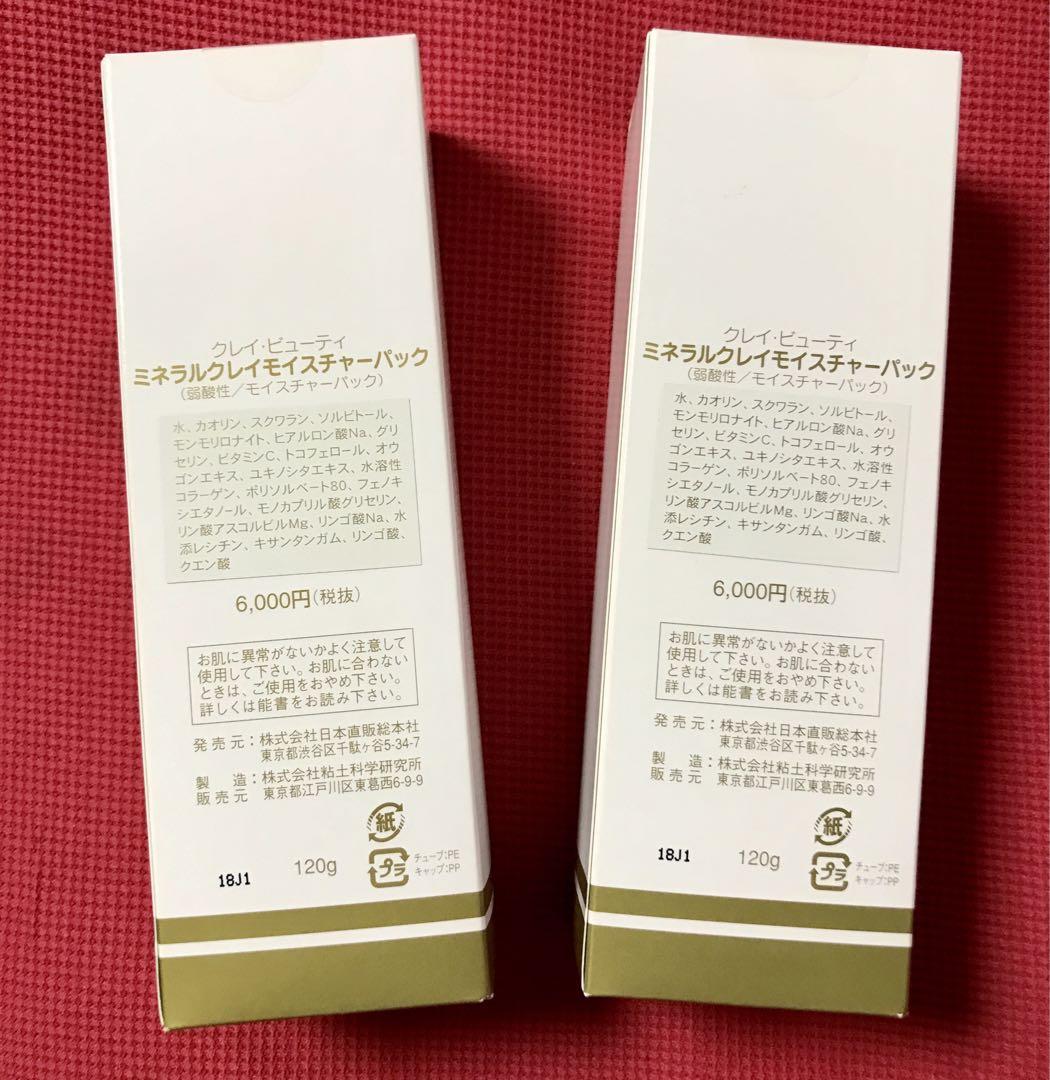 クレイ・ビューティ
ミネラルクレイモイスチャーパック
(弱酸性/モイスチャーパック)
水、カオリン、スクワラン、ソルビトール、
モンモリロナイト、ヒアルロン酸Na、グリ
セリン、ビタミンC、トコフェロール、オウ
ゴンエキス、ユキノシタエキス、水溶性
コラーゲン、ポリソルベート80、フェノキ
シエタノール、モノカプリル酸グリセリン、
リン酸アスコルビルMg、リンゴ酸Na、水
添レシチン、キサンタンガム、リンゴ酸、
クエン酸
6,000円(税抜)
お肌に異常がないかよく注意して
使用して下さい。お肌に合わない
ときは、ご使用をおやめ下さい。
詳しくは能書をお読み下さい。
発売元:株式会社日本直販総本社
東京都渋谷区千駄ヶ谷5-34-7
製造:株式会社粘土科学研究所
販売元 東京都江戸川区東葛西6-9-9
紙
18J1 120g プラ チューブ:PE
キャップ:PP
クレイ・ビューティ
ミネラルクレイモイスチャーパック
(弱酸性/モイスチャーパック)
水、カオリン、スクワラン、ソルビトール、
モンモリロナイト、ヒアルロン酸Na、グリ
セリン、ビタミンC、トコフェロール、オウ
ゴンエキス、ユキノシタエキス、水溶性
コラーゲン、ポリソルベート80、フェノキ
シエタノール、モノカプリル酸グリセリン、
リン酸アスコルビルMg、リンゴ酸Na、水
添レシチン、キサンタンガム、リンゴ酸、
クエン酸
6,000円(税抜)
お肌に異常がないかよく注意して
使用して下さい。お肌に合わない
ときは、ご使用をおやめ下さい。
詳しくは能書をお読み下さい。
発売元:株式会社日本直販総本社
東京都渋谷区千駄ヶ谷5-34-7
製造:株式会社粘土科学研究所
販売元 東京都江戸川区東葛西6-9-9
紙
18J1 120g プラ チューブ:PE
キャップ:PP